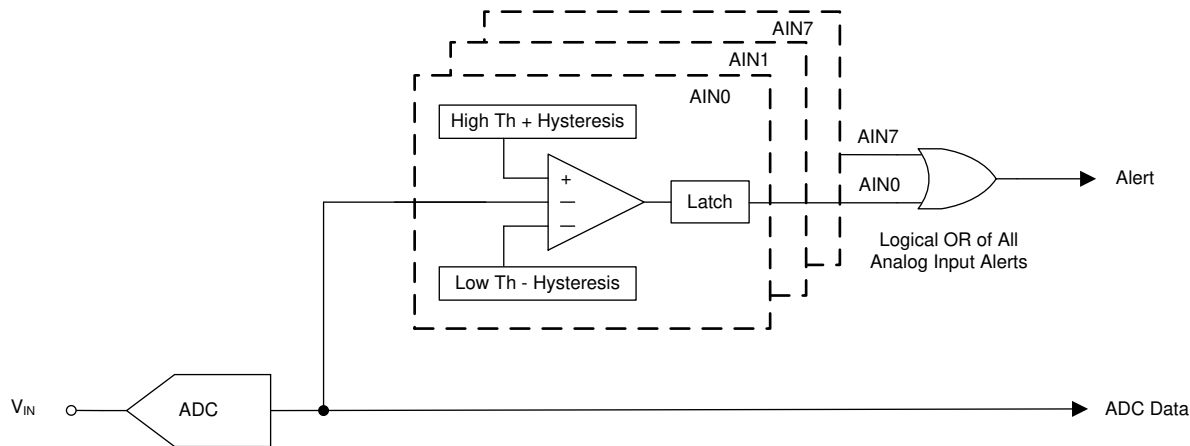 AIN7
AIN1
AIN0
High Th + Hysteresis
+
—
—
Latch
Low Th - Hysteresis
AIN7
AIN0
Alert
Logical OR of All
Analog Input Alerts
VIN
ADC
ADC Data